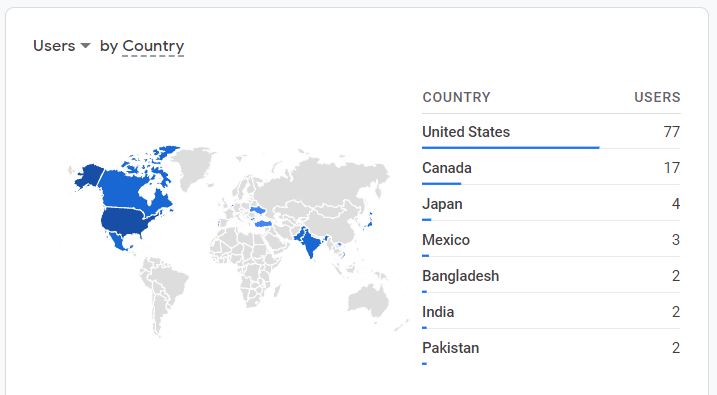 Users by Country
COUNTRY USERS
United States 77
Canada 17
Japan 4
Mexico 3
Bangladesh 2
India 2
Pakistan 2